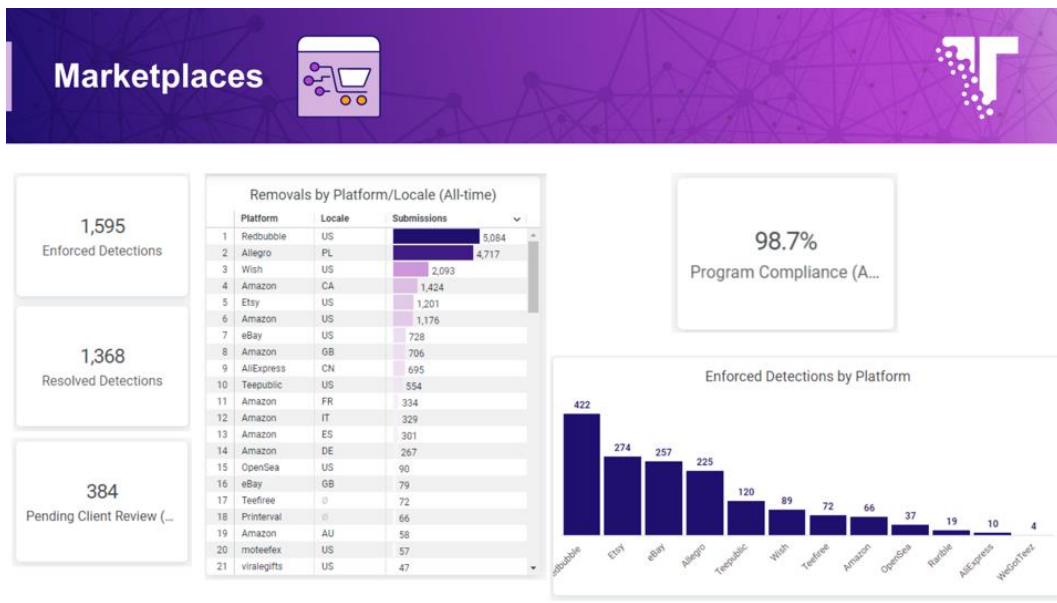 Marketplaces
1,595
Enforced Detections
1,368
Resolved Detections
384
Pending Client Review (...
Removals by Platform/Locale (All-time)
Platform Locale Submissions
1 Redbubble US 5,084
2 Allegro PL 4,717
3 Wish US 2,093
4 Amazon CA 1,424
5 Etsy US 1,201
6 Amazon US 1,176
7 eBay US 728
8 Amazon GB 706
9 AliExpress CN 695
10 Teepublic US 554
11 Amazon FR 334
12 Amazon IT 329
13 Amazon ES 301
14 Amazon DE 267
15 OpenSea US 90
16 eBay GB 79
17 Teefiree ∅ 72
18 Printerval ∅ 66
19 Amazon AU 58
20 moteefex US 57
21 viralegifts US 47
98.7%
Program Compliance (A...
Enforced Detections by Platform
422 274 257 225 120 89 72 66 37 19 10 4
edbubble Etsy eBay Allegro Teepublic Wish Teefiree Amazon OpenSea Rarible AliExpress WeGotTeez